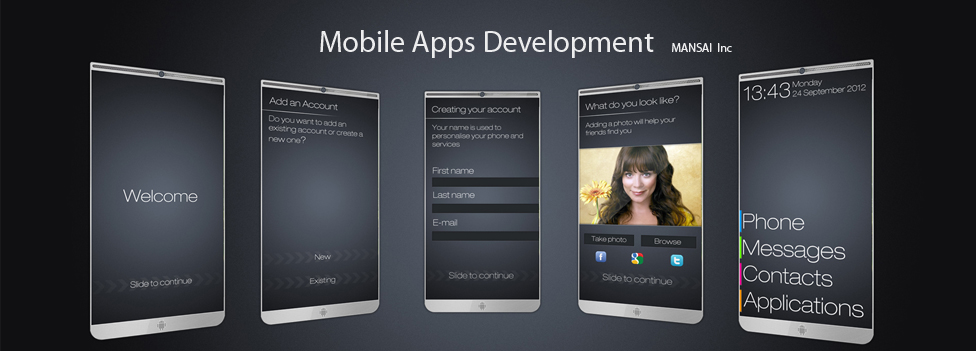 Mobile Apps Development MANSAI Inc
Welcome
Slide to continue
Add an Account
Do you want to add an
existing account or create a
new one?
New
Existing
Creating your account
Your name is used to
personalise your phone and
services
First name
Last name
E-mail
Slide to continue
What do you look like?
Adding a photo will help your
friends find you
Take photo
Browse
f
g
t
Slide to continue
13:43 Monday
24 September 2012
Phone
Messages
Contacts
Applications